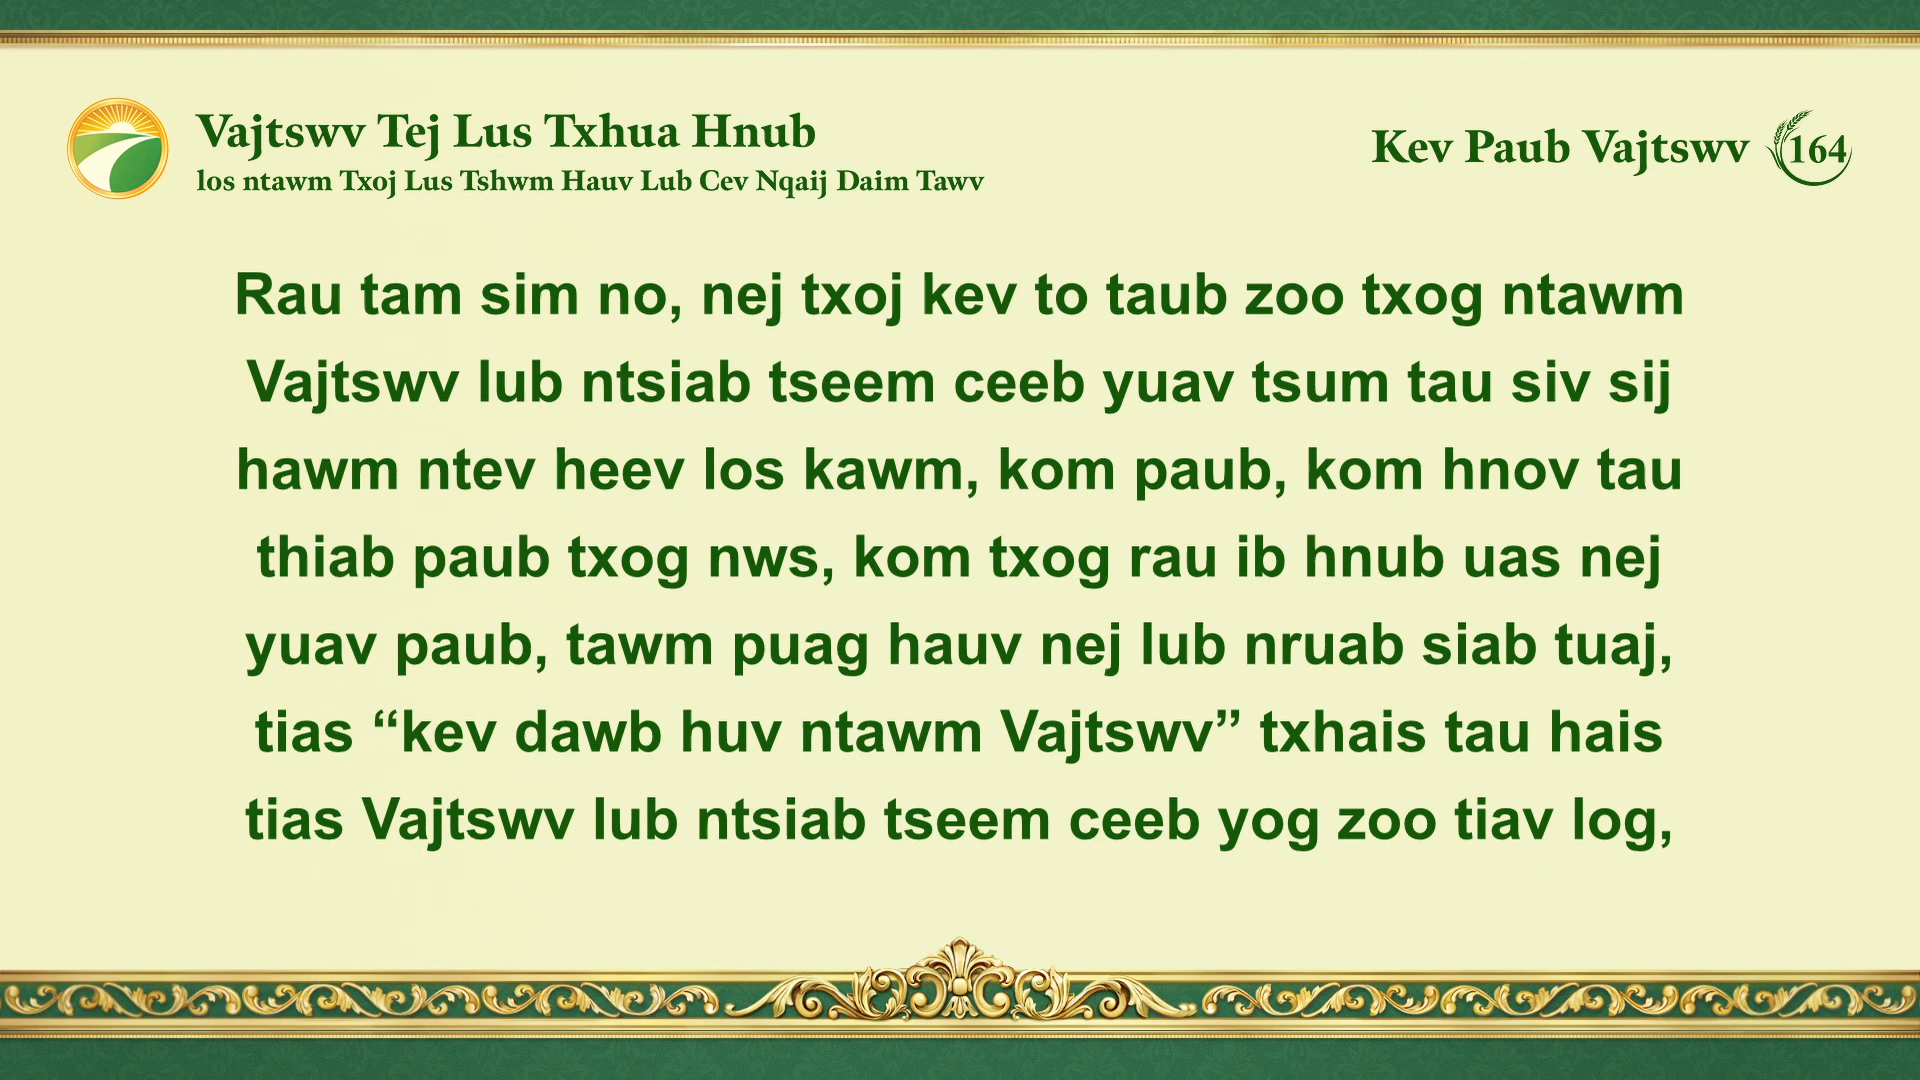 Vajtswv Tej Lus Txhua Hnub
los ntawm Txoj Lus Tshwm Hauv Lub Cev Nqaij Daim Tawv
Kev Paub Vajtswv 164
Rau tam sim no, nej txoj kev to taub zoo txog ntawm
Vajtswv lub ntsiab tseem ceeb yuav tsum tau siv sij
hawm ntev heev los kawm, kom paub, kom hnov tau
thiab paub txog nws, kom txog rau ib hnub uas nej
yuav paub, tawm puag hauv nej lub nruab siab tuaj,
tias “kev dawb huv ntawm Vajtswv” txhais tau hais
tias Vajtswv lub ntsiab tseem ceeb yog zoo tiav log,